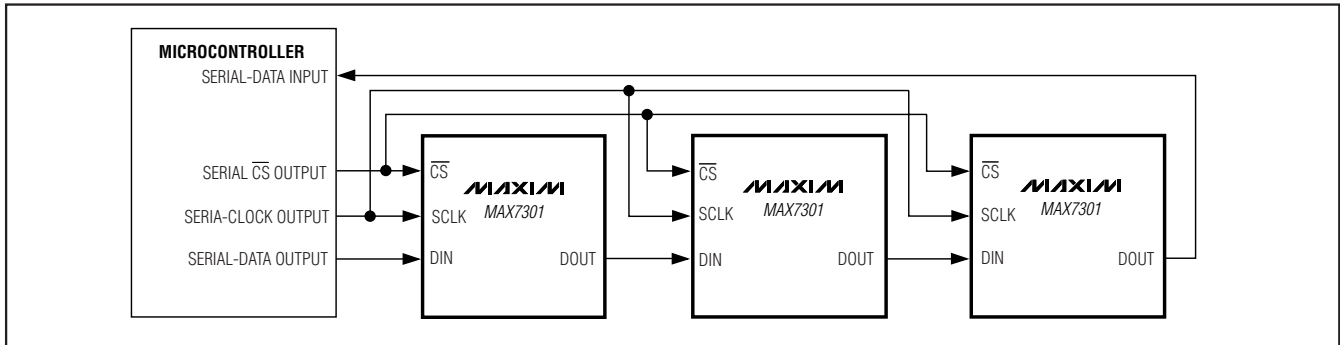 MICROCONTROLLER
SERIAL-DATA INPUT
SERIAL CS OUTPUT
SERIA-CLOCK OUTPUT
SERIAL-DATA OUTPUT
CS
SCLK
DIN
MAXIM
MAX7301
DOUT
CS
SCLK
DIN
MAXIM
MAX7301
DOUT
CS
SCLK
DIN
MAXIM
MAX7301
DOUT